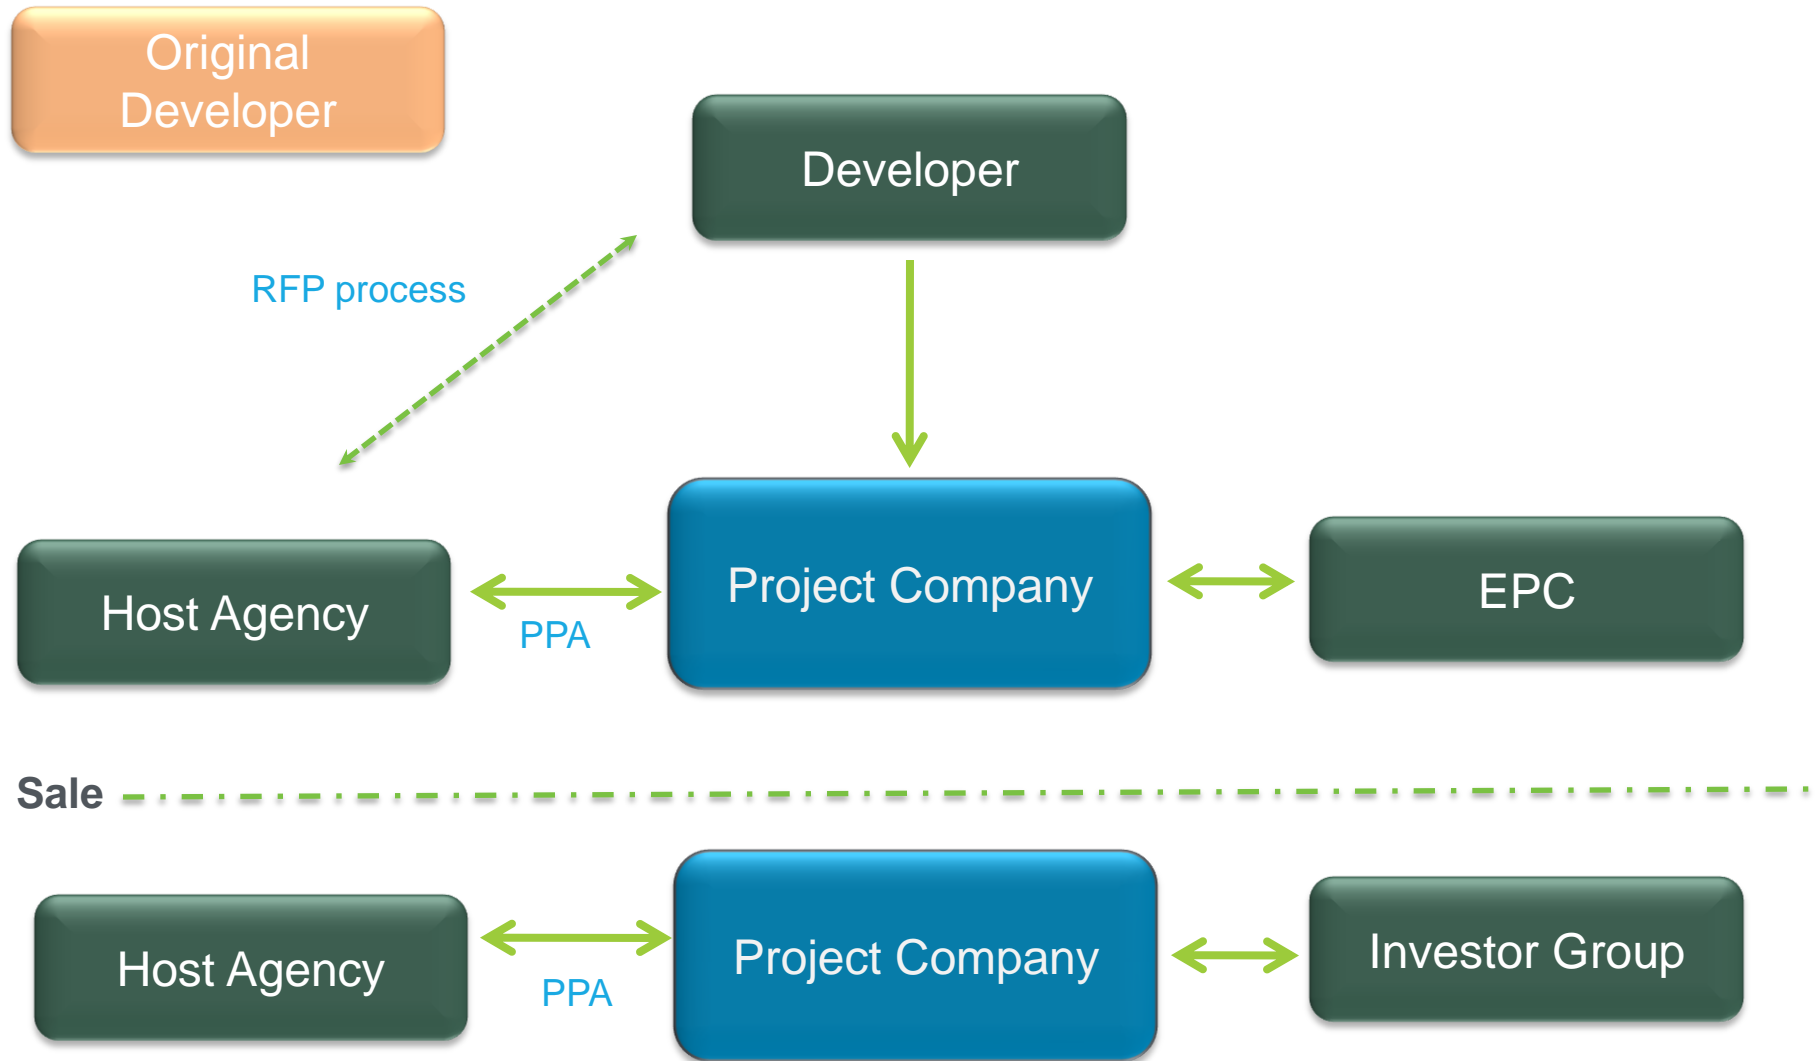 Original
Developer
Developer
RFP process
Host Agency
PPA
Project Company
EPC
Sale
Host Agency
PPA
Project Company
Investor Group